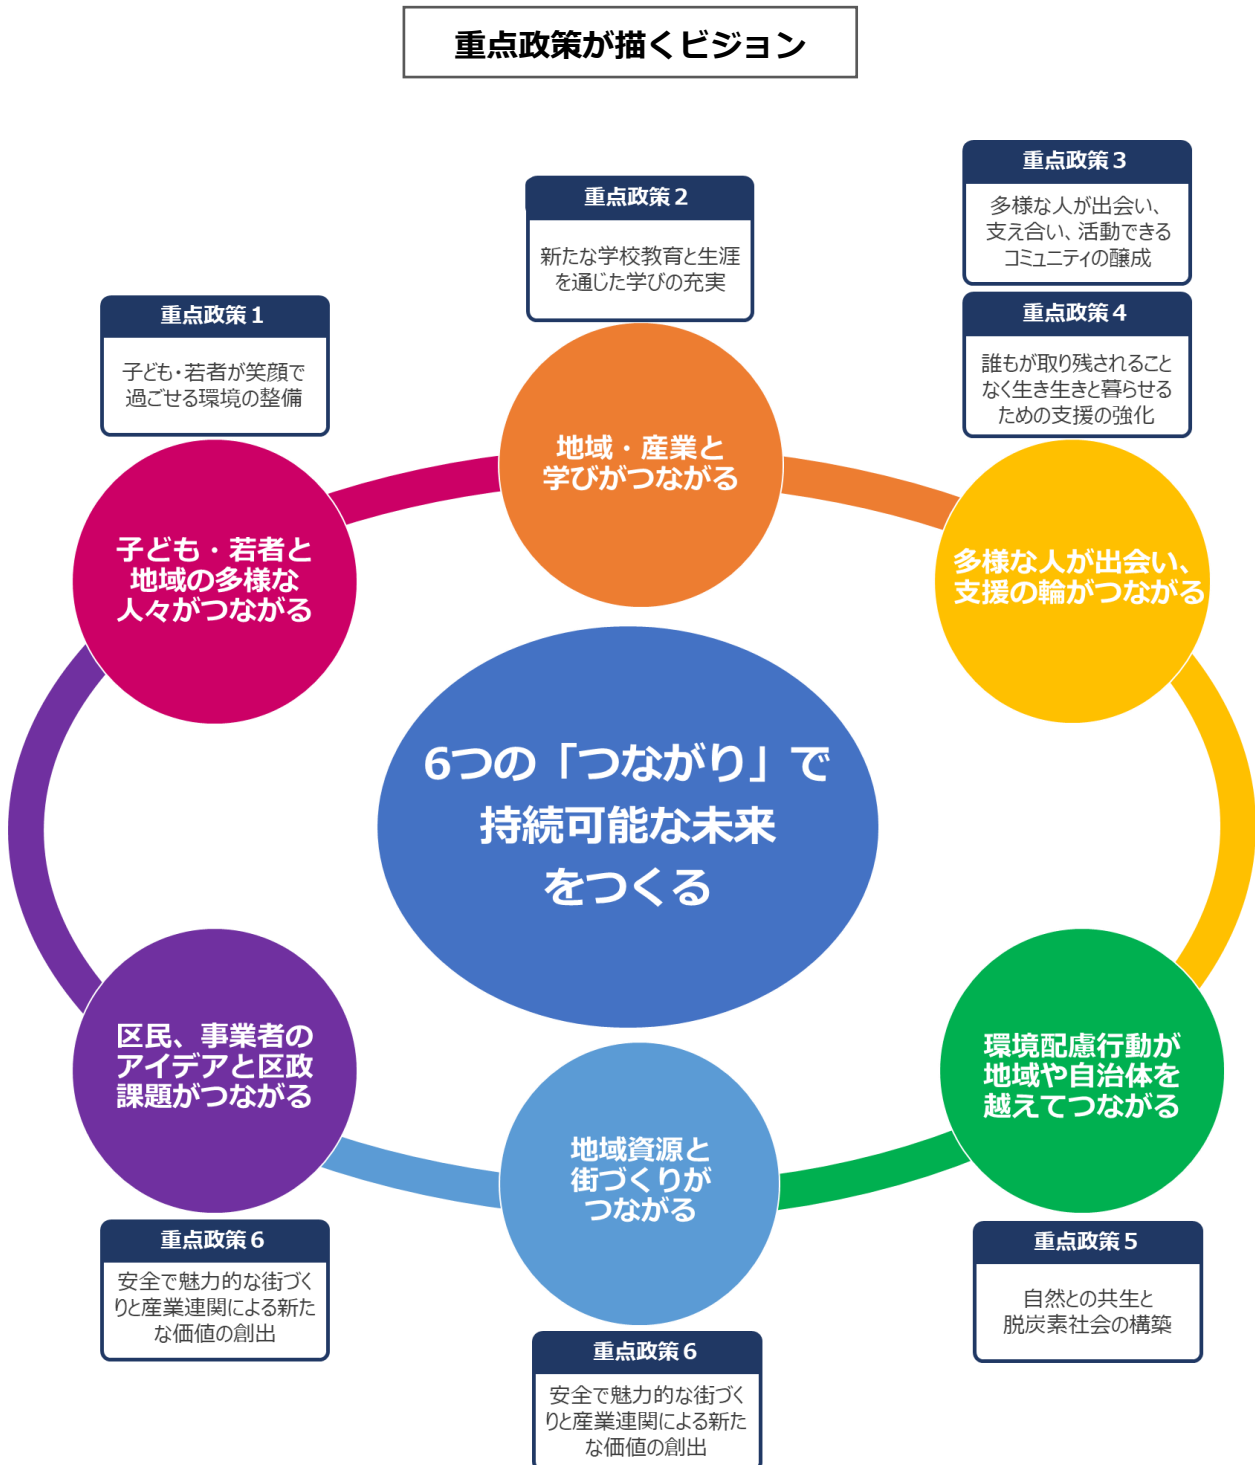 重点政策が描くビジョン
重点政策１
子ども・若者が笑顔で
過ごせる環境の整備
子ども・若者と
地域の多様な
人々がつながる
重点政策２
新たな学校教育と生涯
を通じた学びの充実
地域・産業と
学びがつながる
重点政策３
多様な人が出会い、
支え合い、活動できる
コミュニティの醸成
重点政策４
誰もが取り残されること
なく生き生きと暮らせる
ための支援の強化
多様な人が出会い、
支援の輪がつながる
6つの「つながり」で
持続可能な未来
をつくる
環境配慮行動が
地域や自治体を
越えてつながる
重点政策５
自然との共生と
脱炭素社会の構築
地域資源と
街づくりが
つながる
重点政策６
安全で魅力的な街づく
りと産業連関による新た
な価値の創出
区民、事業者の
アイデアと区政
課題がつながる
重点政策６
安全で魅力的な街づく
りと産業連関による新た
な価値の創出